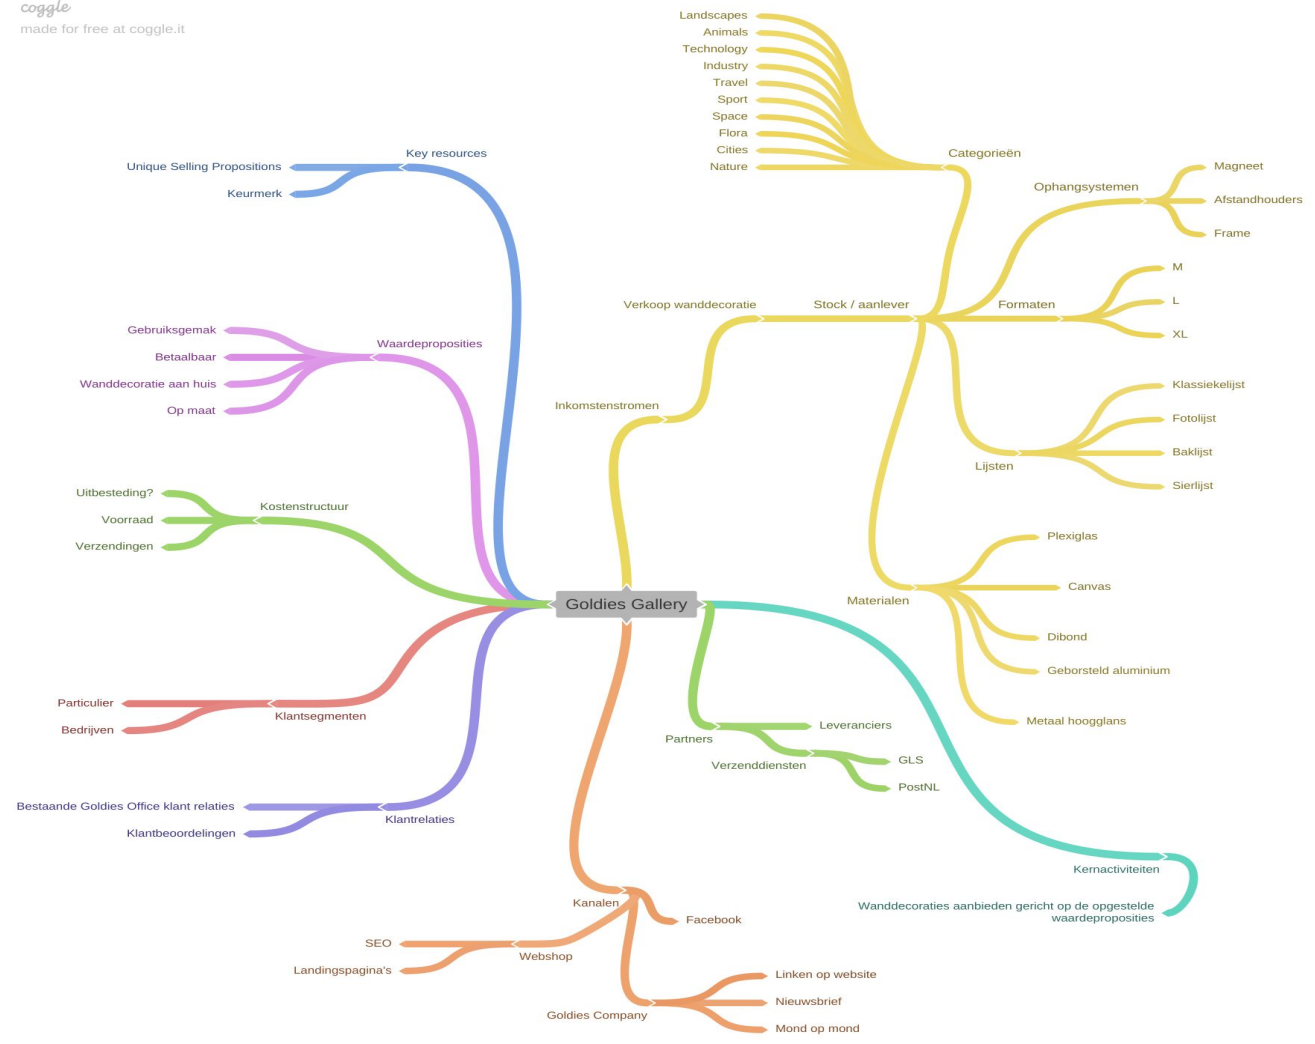 coggle
made for free at coggle.it
Landscapes
Animals
Technology
Industry
Travel
Sport
Space
Flora
Cities
Nature
Categorieën
Ophangsystemen
Magneet
Afstandhouders
Frame
Key resources
Unique Selling Propositions
Keurmerk
Verkoop wanddecoratie
Stock / aanlever
Formaten
M
L
XL
Waardeproposities
Gebruiksgemak
Betaalbaar
Wanddecoratie aan huis
Op maat
Inkomstenstromen
Lijsten
Klassiekelijst
Fotolijst
Baklijst
Sierlijst
Kostenstructuur
Uitbesteding?
Voorraad
Verzendingen
Materialen
Plexiglas
Canvas
Dibond
Geborsteld aluminium
Metaal hoogglans
Goldies Gallery
Klantsegmenten
Particulier
Bedrijven
Partners
Leveranciers
Verzenddiensten
GLS
PostNL
Klantrelaties
Bestaande Goldies Office klant relaties
Klantbeoordelingen
Kernactiviteiten
Wanddecoraties aanbieden gericht op de opgestelde
waardeproposities
Kanalen
Facebook
Webshop
SEO
Landingspagina's
Goldies Company
Linken op website
Nieuwsbrief
Mond op mond